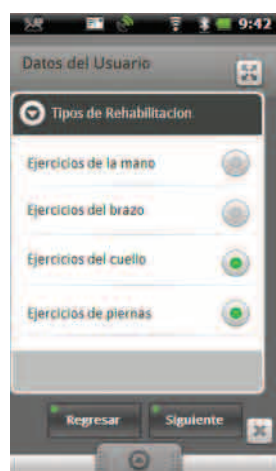 9:42
Datos del Usuario
Tipos de Rehabilitacion
Ejercicios de la mano
Ejercicios del brazo
Ejercicios del cuello
Ejercicios de piernas
Regresar Siguiente